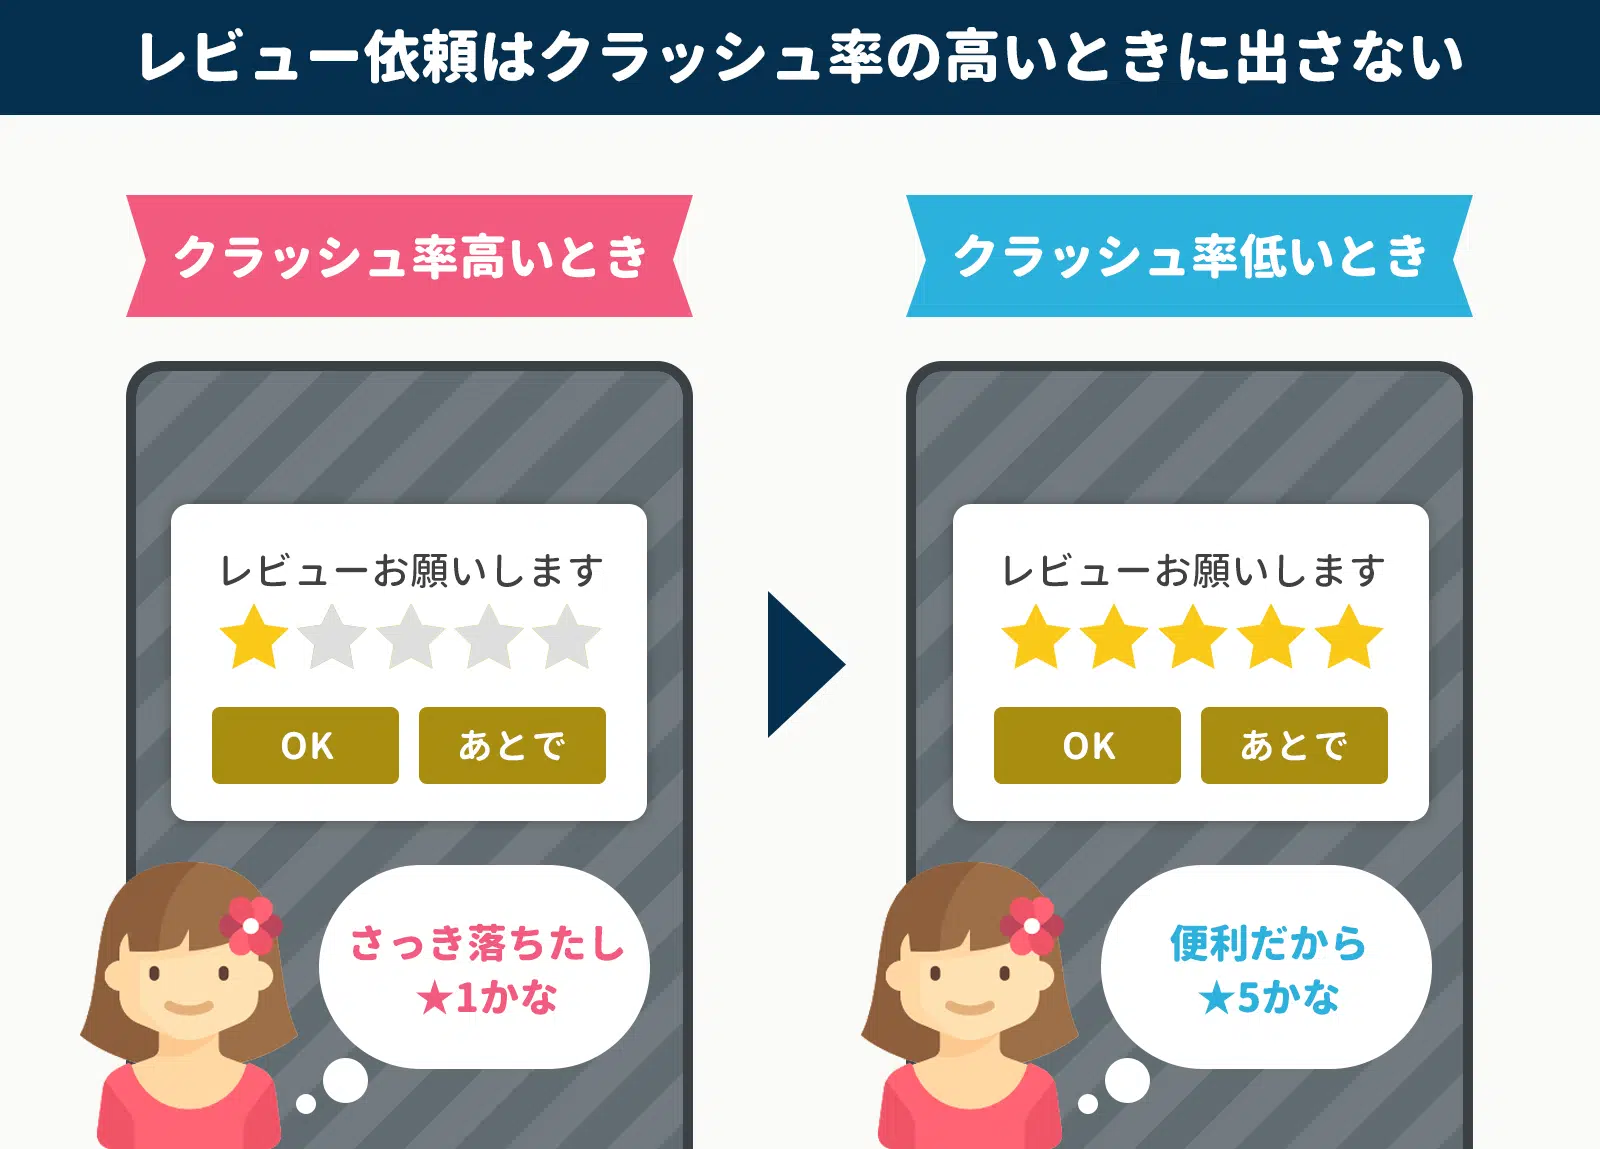 レビュー依頼はクラッシュ率の高いときに出さない
クラッシュ率高いとき
レビューお願いします
OK
あとで
さっき落ちたし
★1かな
クラッシュ率低いとき
レビューお願いします
OK
あとで
便利だから
★5かな